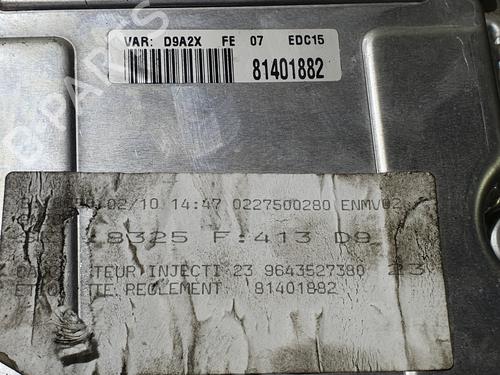 VAR: D9A2X FE 07 EDC15
81401882
02/10 14:47 0227500280 ENMV02
8325 F:413 D9
TEUR INJECTI 23 9643527380 23
REGLEMENT 81401882
B-PARTS